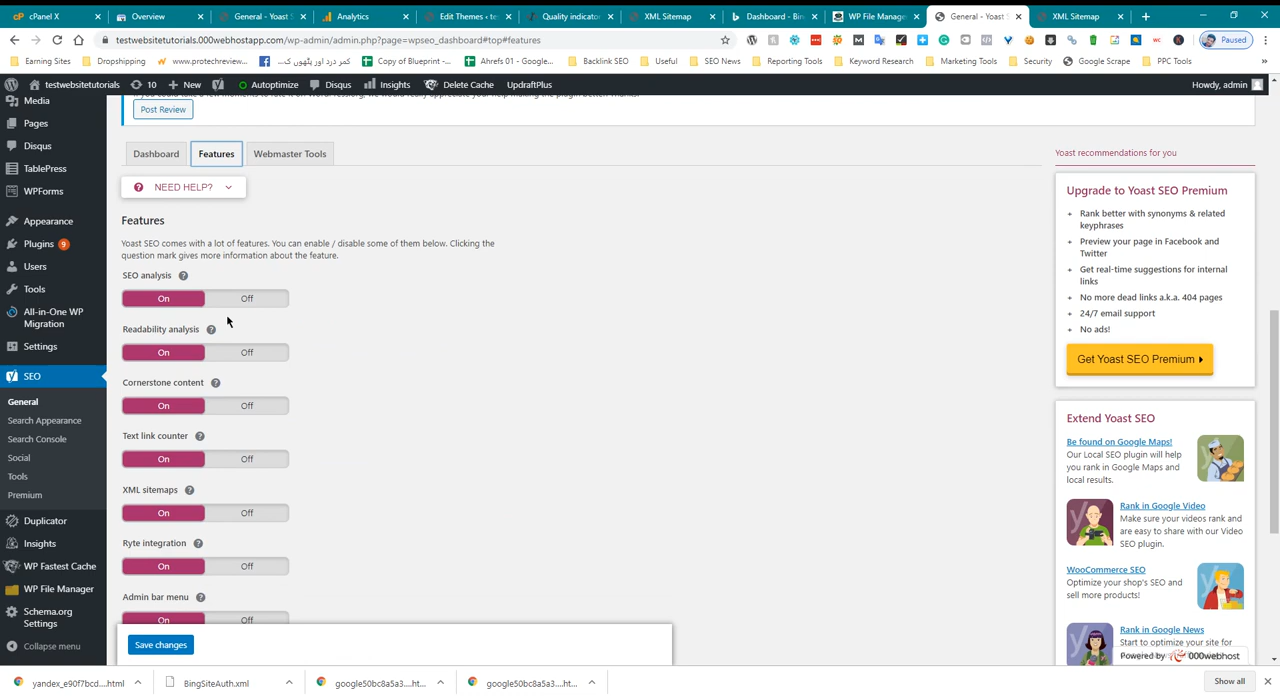 cPanel X
Overview
General - Yoast S
Analytics
Edit Themes ‹ te
Quality indicator
XML Sitemap
Dashboard - Bin
WP File Manage
General - Yoast S
XML Sitemap
testwebsitetutorials.000webhostapp.com/wp-admin/admin.php?page=wpseo_dashboard#top#features
Paused
Earning Sites
Dropshipping
www.protechreview...
کمر درد اور پٹھوں ک...
Copy of Blueprint -...
Ahrefs 01 - Google...
Backlink SEO
Useful
SEO News
Reporting Tools
Keyword Research
Marketing Tools
Security
Google Scrape
PPC Tools
testwebsitetutorials
10
New
Autoptimize
Disqus
Insights
Delete Cache
UpdraftPlus
Howdy, admin
Media
Pages
Disqus
TablePress
WPForms
Appearance
Plugins 9
Users
Tools
All-in-One WP
Migration
Settings
SEO
General
Search Appearance
Search Console
Social
Tools
Premium
Duplicator
Insights
WP Fastest Cache
WP File Manager
Schema.org
Settings
Collapse menu
Post Review
Dashboard
Features
Webmaster Tools
NEED HELP?
Features
Yoast SEO comes with a lot of features. You can enable / disable some of them below. Clicking the
question mark gives more information about the feature.
SEO analysis
On Off
Readability analysis
On Off
Cornerstone content
On Off
Text link counter
On Off
XML sitemaps
On Off
Ryte integration
On Off
Admin bar menu
On Off
Save changes
Yoast recommendations for you
Upgrade to Yoast SEO Premium
+ Rank better with synonyms & related
keyphrases
+ Preview your page in Facebook and
Twitter
+ Get real-time suggestions for internal
links
+ No more dead links a.k.a. 404 pages
+ 24/7 email support
+ No ads!
Get Yoast SEO Premium
Extend Yoast SEO
Be found on Google Maps!
Our Local SEO plugin will help
you rank in Google Maps and
local results.
Rank in Google Video
Make sure your videos rank and
are easy to share with our Video
SEO plugin.
WooCommerce SEO
Optimize your shop's SEO and
sell more products!
Rank in Google News
Start to optimize your site for
Powered by 000webhost
yandex_e90f7bcd....html
BingSiteAuth.xml
google50bc8a5a3....ht...
google50bc8a5a3....ht...
Show all